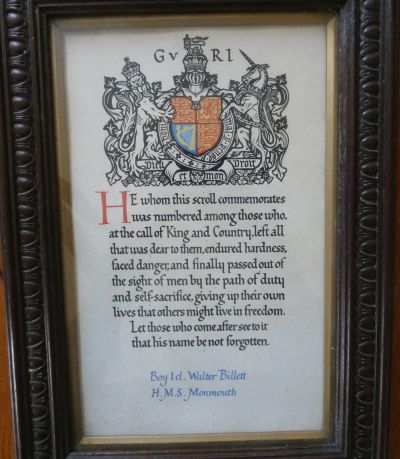 Gv RI
Dieu et mon Droit
HE whom this scroll commemorates
was numbered among those who,
at the call of King and Country, left all
that was dear to them, endured hardness,
faced danger, and finally passed out of
the sight of men by the path of duty
and self-sacrifice, giving up their own
lives that others might live in freedom.
Let those who come after see to it
that his name be not forgotten.
Boy 1 cl. Walter Billett
H.M.S. Monmouth